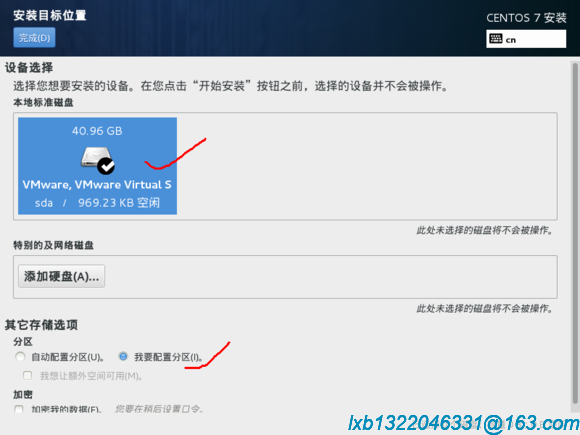 安装目标位置
CENTOS 7 安装
完成(D)
cn
设备选择
选择您想要安装的设备。在您点击“开始安装”按钮之前，选择的设备并不会被操作。
本地标准磁盘
40.96 GB
VMware, VMware Virtual S
sda / 969.23 KB 空闲
此处未选择的磁盘将不会被操作。
特别的及网络磁盘
添加硬盘(A)...
此处未选择的磁盘将不会被操作。
其它存储选项
分区
自动配置分区(U)。
我要配置分区(I)。
我想让额外空间可用(M)。
加密
加密我的数据(E)。 您要在稍后设置口令。
lxb1322046331@163.com